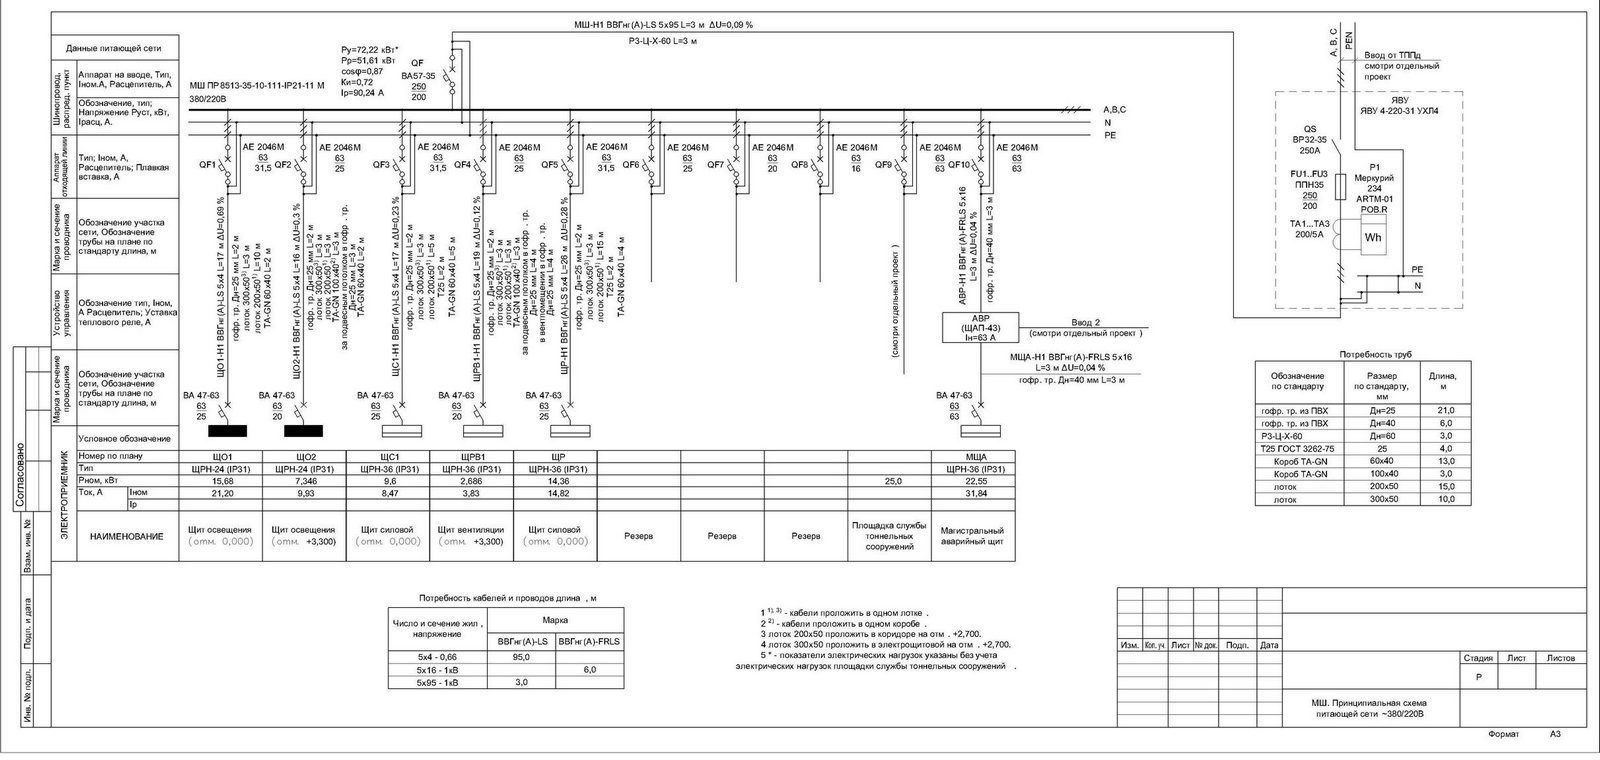 МШ-Н1 ВВГнг(А)-LS 5х95 L=3 м ΔU=0,09 %
РЗ-Ц-Х-60 L=3 м
Данные питающей сети
Шинопровод, распред. пункт
Аппарат на вводе, Тип,
Iном.А, Расцепитель, А
Обозначение, тип;
Напряжение Руст, кВт,
Iрасц, А.
Аппарат отходящей линии
Тип; Iном, А,
Расцепитель; Плавкая
вставка, А
Марка и сечение проводника
Обозначение участка
сети, Обозначение
трубы на плане по
стандарту длина, м
Устройство управления
Обозначение тип, Iном,
А Расцепитель; Уставка
теплового реле, А
Марка и сечение проводника
Обозначение участка
сети, Обозначение
трубы на плане по
стандарту длина, м
Условное обозначение
МШ ПР 8513-35-10-111-IP21-11 М
380/220В
Ру=72,22 кВт*
Рр=51,61 кВт
cosφ=0,87
Ки=0,72
Iр=90,24 А
QF
ВА57-35
250
200
A,B,C
N
PE
QF1
АЕ 2046М
63
31,5
QF2
АЕ 2046М
63
25
QF3
АЕ 2046М
63
31,5
QF4
АЕ 2046М
63
25
QF5
АЕ 2046М
63
25
QF6
АЕ 2046М
63
25
QF7
АЕ 2046М
63
20
QF8
АЕ 2046М
63
16
QF9
АЕ 2046М
63
63
QF10
АЕ 2046М
63
63
ЩО1-Н1 ВВГнг(А)-LS 5х4 L=17 м ΔU=0,69 %
гофр. тр. Дн=25 мм L=2 м
лоток 300х50³⁾ L=3 м
лоток 200х50¹⁾ L=10 м
TA-GN 60х40 L=2 м
ЩО2-Н1 ВВГнг(А)-LS 5х4 L=16 м ΔU=0,3 %
гофр. тр. Дн=25 мм L=2 м
лоток 300х50³⁾ L=3 м
лоток 200х50¹⁾ L=3 м
TA-GN 100х40²⁾ L=3 м
за подвесным потолком в гофр . тр.
Дн=25 мм L=3 м
TA-GN 60х40 L=2 м
ЩС1-Н1 ВВГнг(А)-LS 5х4 L=17 м ΔU=0,23 %
гофр. тр. Дн=25 мм L=2 м
лоток 300х50³⁾ L=3 м
лоток 200х50¹⁾ L=5 м
Т25 L=2 м
TA-GN 60х40 L=5 м
ЩРВ1-Н1 ВВГнг(А)-LS 5х4 L=19 м ΔU=0,12 %
гофр. тр. Дн=25 мм L=2 м
лоток 300х50³⁾ L=3 м
лоток 200х50¹⁾ L=3 м
TA-GN 100х40²⁾ L=3 м
за подвесным потолком в гофр . тр.
Дн=25 мм L=4 м
в вентпомещении в гофр . тр.
Дн=25 мм L=4 м
ЩР-Н1 ВВГнг(А)-LS 5х4 L=26 м ΔU=0,28 %
гофр. тр. Дн=25 мм L=2 м
лоток 300х50³⁾ L=3 м
лоток 200х50¹⁾ L=15 м
Т25 L=2 м
TA-GN 60х40 L=4 м
(смотри отдельный проект )
АВР-Н1 ВВГнг(А)-FRLS 5х16
L=3 м ΔU=0,04 %
гофр. тр. Дн=40 мм L=3 м
АВР
(ЩАП-43)
Iн=63 А
Ввод 2
(смотри отдельный проект )
МЩА-Н1 ВВГнг(А)-FRLS 5х16
L=3 м ΔU=0,04 %
гофр. тр. Дн=40 мм L=3 м
ВА 47-63
63
25
ВА 47-63
63
20
ВА 47-63
63
25
ВА 47-63
63
20
ВА 47-63
63
25
ВА 47-63
63
63
ЭЛЕКТРОПРИЕМНИК
Номер по плану ЩО1 ЩО2 ЩС1 ЩРВ1 ЩР МЩА
Тип ЩРН-24 (IP31) ЩРН-24 (IP31) ЩРН-36 (IP31) ЩРН-36 (IP31) ЩРН-36 (IP31) ЩРН-36 (IP31)
Рном, кВт 15,68 7,346 9,6 2,686 14,36 25,0 22,55
Ток, А Iном 21,20 9,93 8,47 3,83 14,82 31,84
Iр
НАИМЕНОВАНИЕ
Щит освещения
(отм. 0,000)
Щит освещения
(отм. +3,300)
Щит силовой
(отм. 0,000)
Щит вентиляции
(отм. +3,300)
Щит силовой
(отм. 0,000)
Резерв
Резерв
Резерв
Площадка службы
тоннельных
сооружений
Магистральный
аварийный щит
A, B, C
PEN
Ввод от ТППд
смотри отдельный
проект
ЯВУ
ЯВУ 4-220-31 УХЛ4
QS
ВР32-35
250А
FU1..FU3
ППН35
250
200
ТА1...ТА3
200/5А
P1
Меркурий
234
ARTM-01
POB.R
Wh
PE
N
Потребность труб
Обозначение
по стандарту
Размер
по стандарту,
мм
Длина,
м
гофр. тр. из ПВХ Дн=25 21,0
гофр. тр. из ПВХ Дн=40 6,0
РЗ-Ц-Х-60 Дн=60 3,0
Т25 ГОСТ 3262-75 25 4,0
Короб TA-GN 60х40 13,0
Короб TA-GN 100х40 3,0
лоток 200х50 15,0
лоток 300х50 10,0
Потребность кабелей и проводов длина , м
Число и сечение жил ,
напряжение
Марка
ВВГнг(А)-LS ВВГнг(А)-FRLS
5х4 - 0,66 95,0
5х16 - 1кВ 6,0
5х95 - 1кВ 3,0
1 ¹⁾, ³⁾ - кабели проложить в одном лотке .
2 ²⁾ - кабели проложить в одном коробе .
3 лоток 200х50 проложить в коридоре на отм . +2,700.
4 лоток 300х50 проложить в электрощитовой на отм . +2,700.
5 * - показатели электрических нагрузок указаны без учета
электрических нагрузок площадки службы тоннельных сооружений .
Согласовано
Взам. инв. №
Подп. и дата
Инв. № подл.
Изм. Кол. уч. Лист № док. Подп. Дата
Стадия Лист Листов
Р
МШ. Принципиальная схема
питающей сети ~380/220В
Формат А3